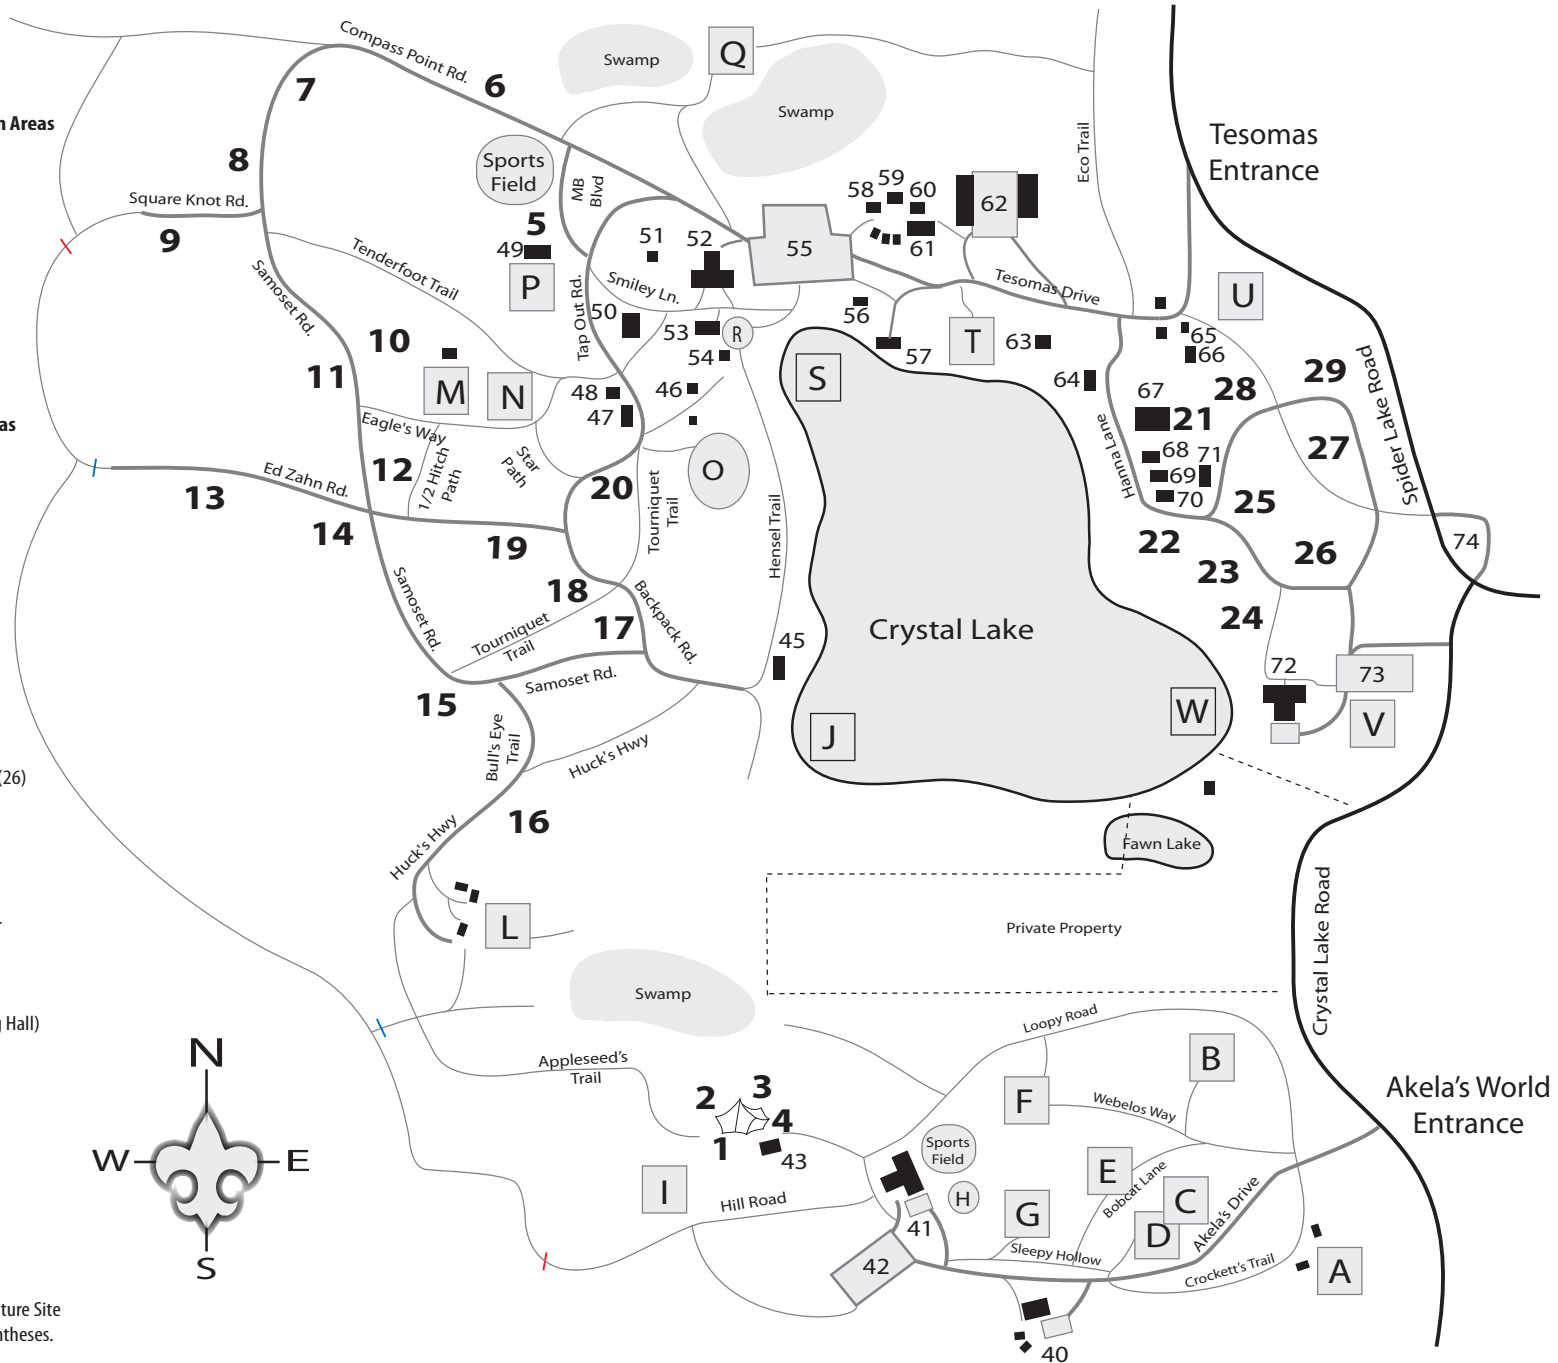 Compass Point Rd.
7
6
Swamp
Q
Swamp
n Areas
8
Sports
Field
MB
Blvd
Eco Trail
Tesomas
Entrance
Square Knot Rd.
9
5
49
P
51
52
55
58
59
60
61
62
Samoset Rd.
Tenderfoot Trail
Smiley Ln.
Tap Out Rd.
50
53
R
54
56
57
T
63
Tesomas Drive
U
65
66
10
11
M
N
48
47
46
S
64
67
28
29
Spider Lake Road
as
Eagle's Way
12
1/2 Hitch
Path
Star
Path
O
Hanna Lane
21
68
71
69
70
27
Ed Zahn Rd.
13
14
19
20
Tourniquet
Trail
Hensel Trail
22
25
26
23
74
Samoset Rd.
18
17
Backpack Rd.
Tourniquet
Trail
Crystal Lake
24
45
15
Samoset Rd.
72
73
Bull's Eye
Trail
Huck's Hwy
J
W
V
(26)
16
Huck's Hwy
Fawn Lake
L
Private Property
Crystal Lake Road
Swamp
g Hall)
N
W
E
S
Appleseed's
Trail
Loopy Road
B
F
Webelos Way
Akela's World
Entrance
2
3
4
1
43
Sports
Field
I
Hill Road
H
41
E
Bobcat Lane
C
G
D
Akela's Drive
Sleepy Hollow
42
Crockett's Trail
A
40
ture Site
ntheses.